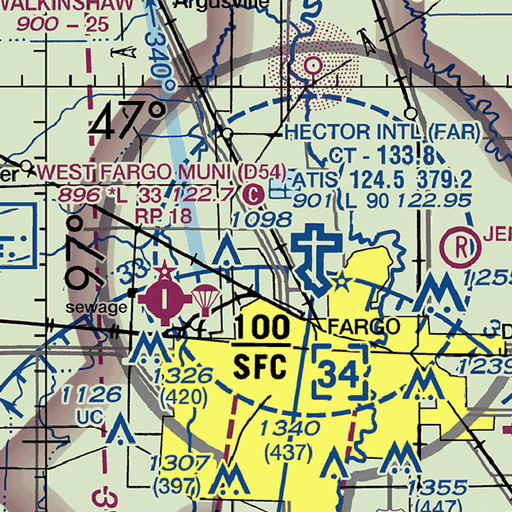 WALKINSHAW
900 - 25
Argusville
340°
47°
HECTOR INTL (FAR)
CT - 133.8
ATIS 124.5 379.2
901 L 90 122.95
WEST FARGO MUNI (D54)
896 *L 33 122.7 C
RP 18
1098
R
JER
1255
97°
33
sewage
I
FARGO
100
SFC
34
1239
1326
(420)
1126
UC
1340
(437)
1307
(397)
1355
(447)